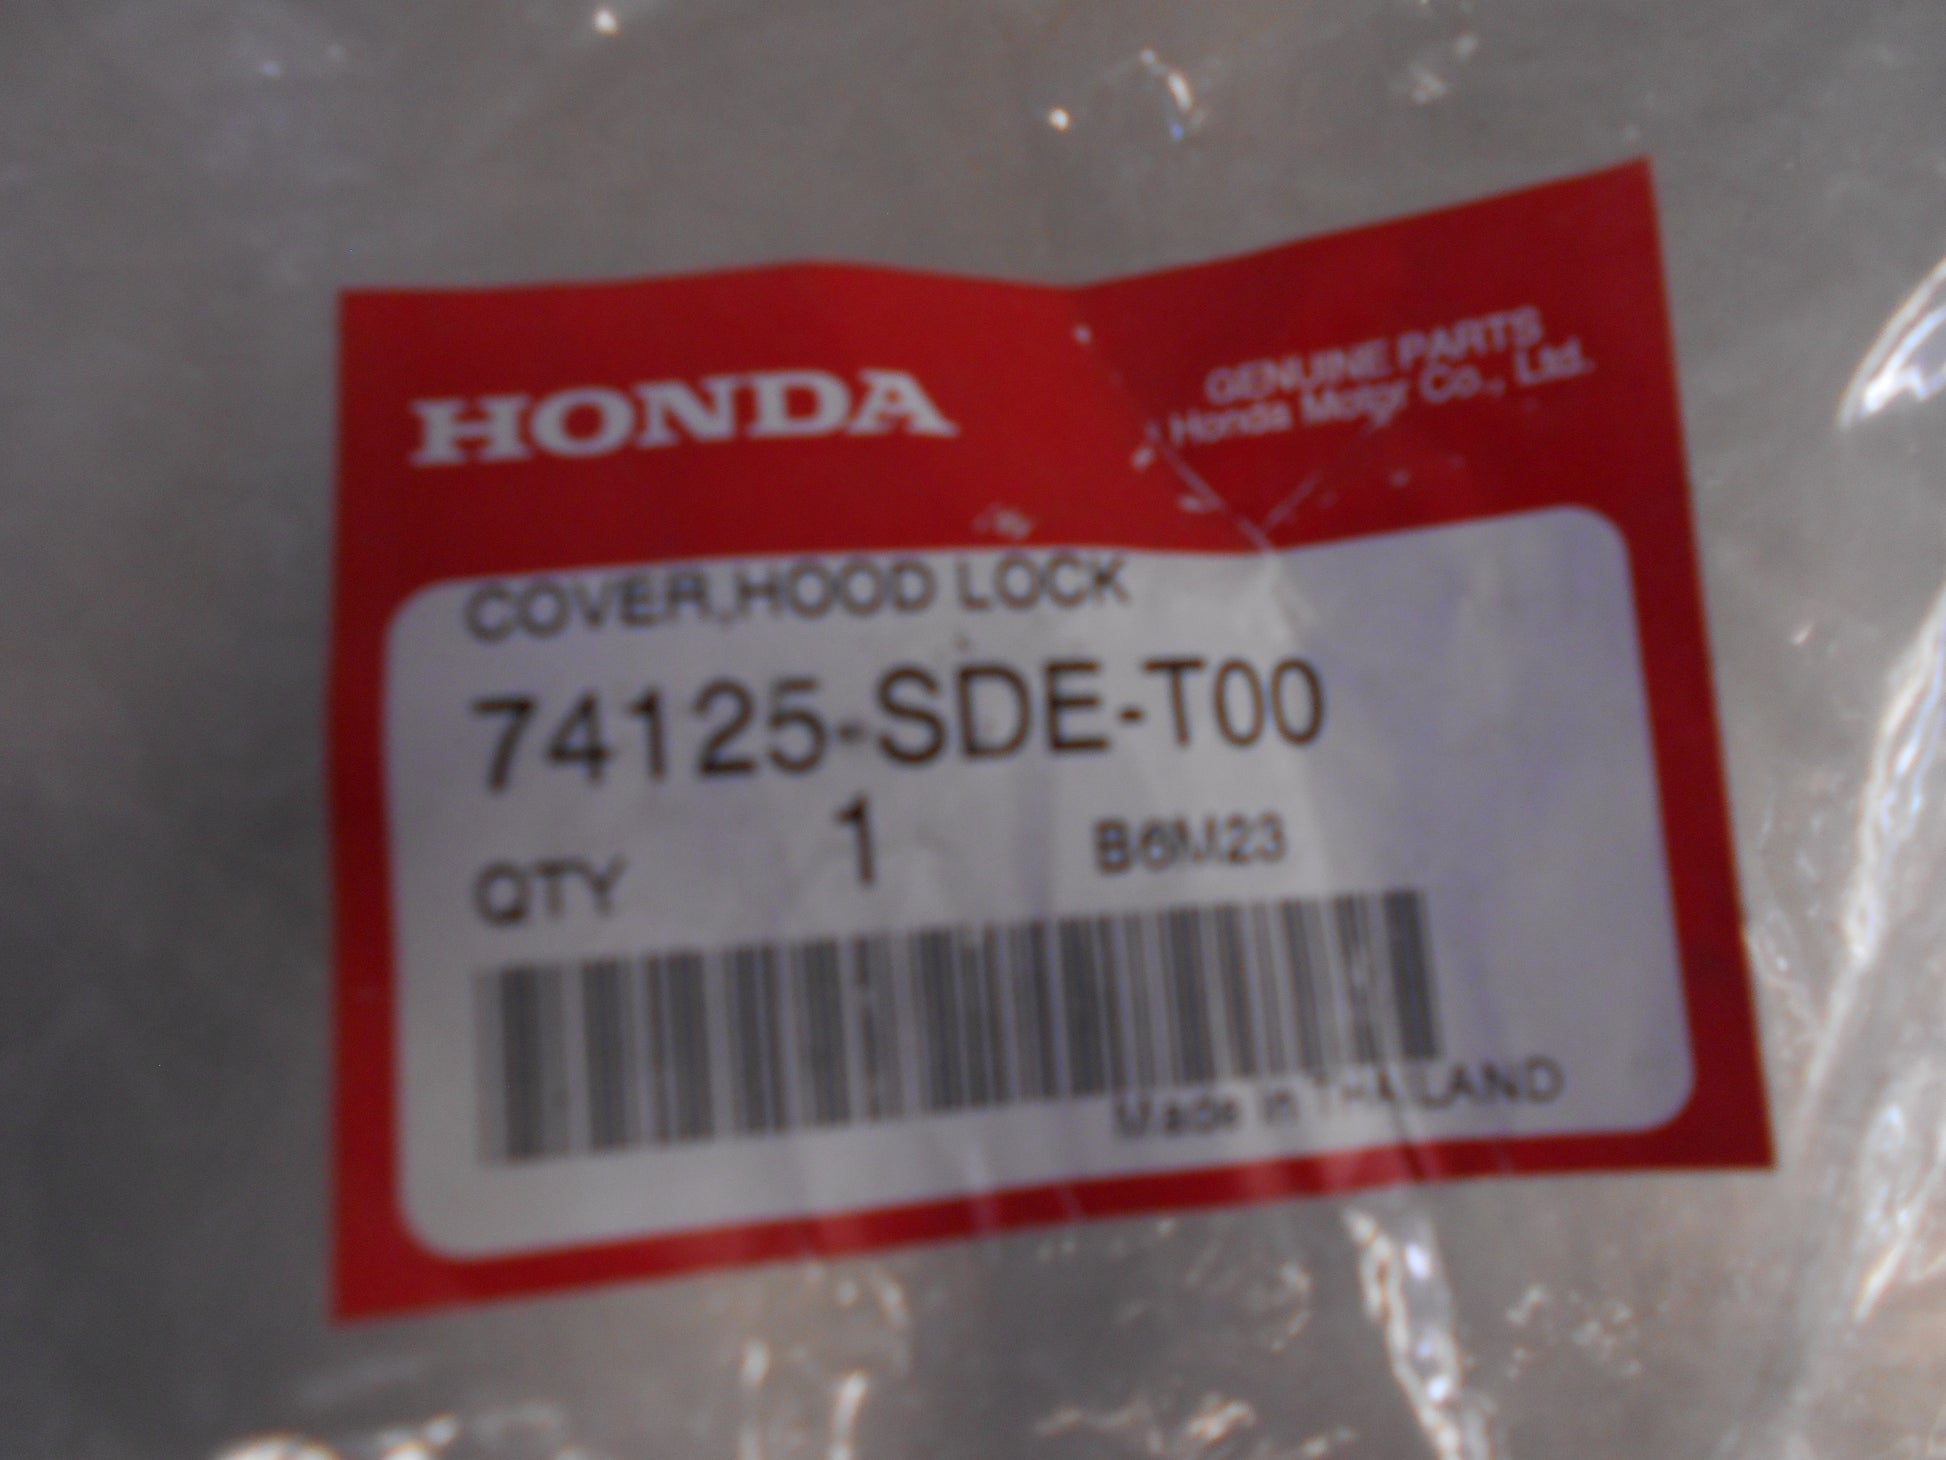 HONDA
GENUINE PARTS
Honda Motor Co., Ltd.
COVER,HOOD LOCK
74125-SDE-T00
QTY 1 B6M23
Made in THAILAND